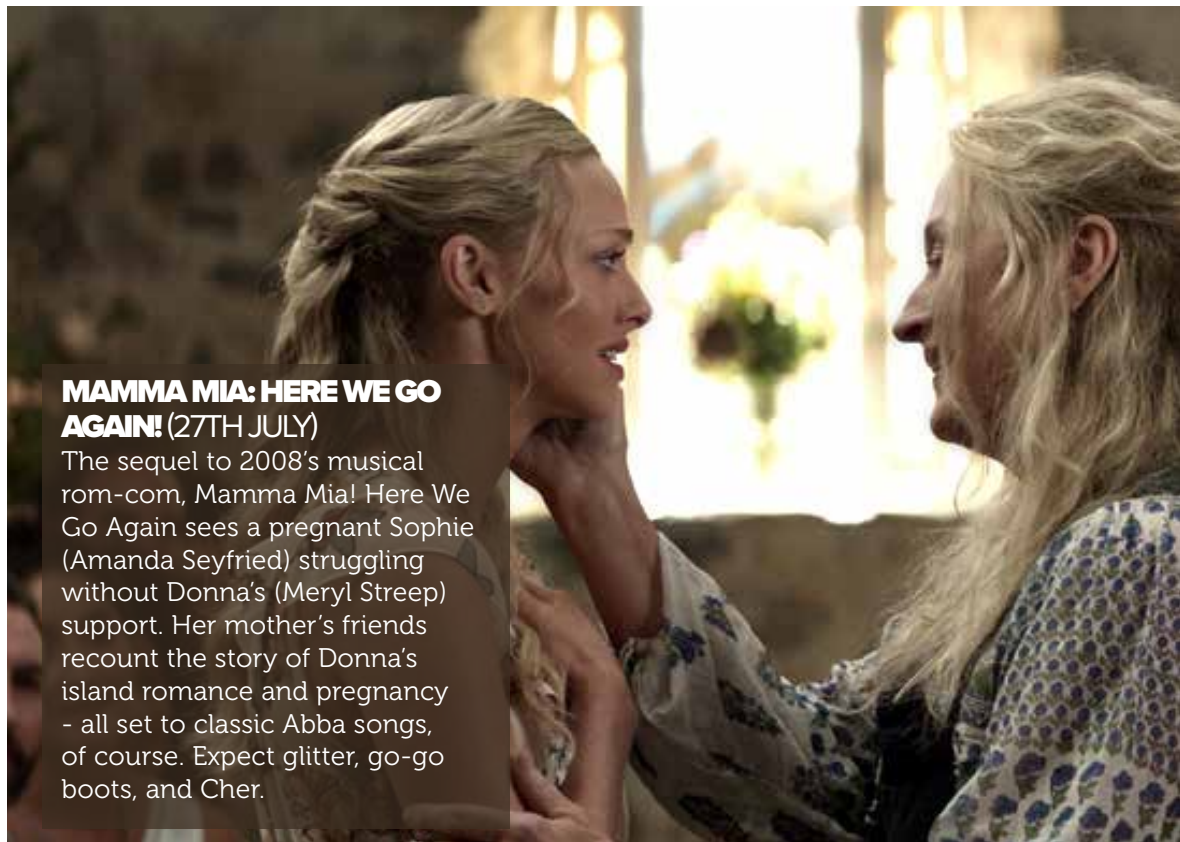 MAMMA MIA: HERE WE GO
AGAIN! (27TH JULY)
The sequel to 2008's musical
rom-com, Mamma Mia! Here We
Go Again sees a pregnant Sophie
(Amanda Seyfried) struggling
without Donna's (Meryl Streep)
support. Her mother's friends
recount the story of Donna's
island romance and pregnancy
- all set to classic Abba songs,
of course. Expect glitter, go-go
boots, and Cher.